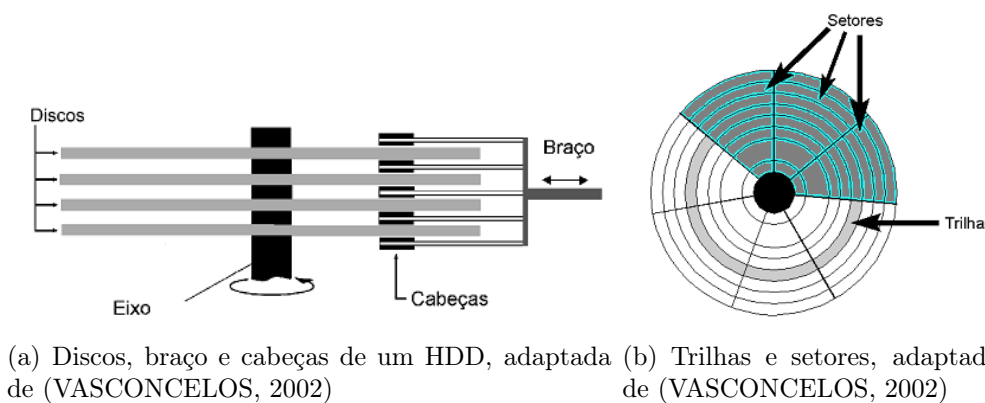 Discos
Braço
Eixo
Cabeças
Setores
Trilha
(a) Discos, braço e cabeças de um HDD, adaptada
de (VASCONCELOS, 2002)
(b) Trilhas e setores, adaptad
de (VASCONCELOS, 2002)